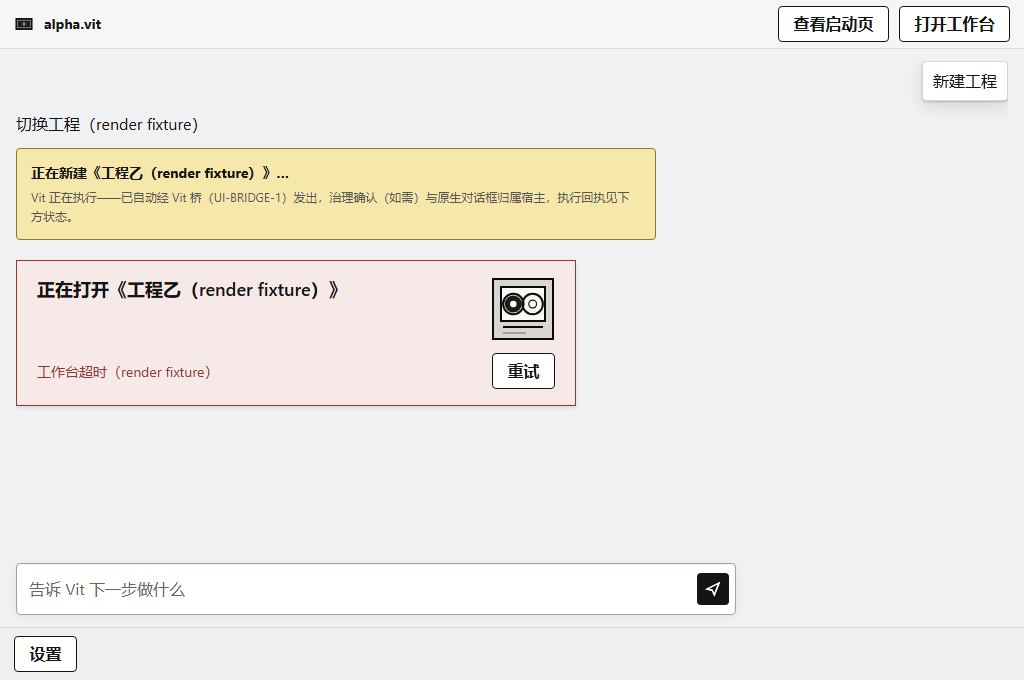 alpha.vit
查看启动页
打开工作台
新建工程
切换工程（render fixture）
正在新建《工程乙（render fixture）》...
Vit 正在执行——已自动经 Vit 桥（UI-BRIDGE-1）发出，治理确认（如需）与原生对话框归属宿主，执行回执见下
方状态。
正在打开《工程乙（render fixture）》
工作台超时（render fixture）
重试
告诉 Vit 下一步做什么
设置